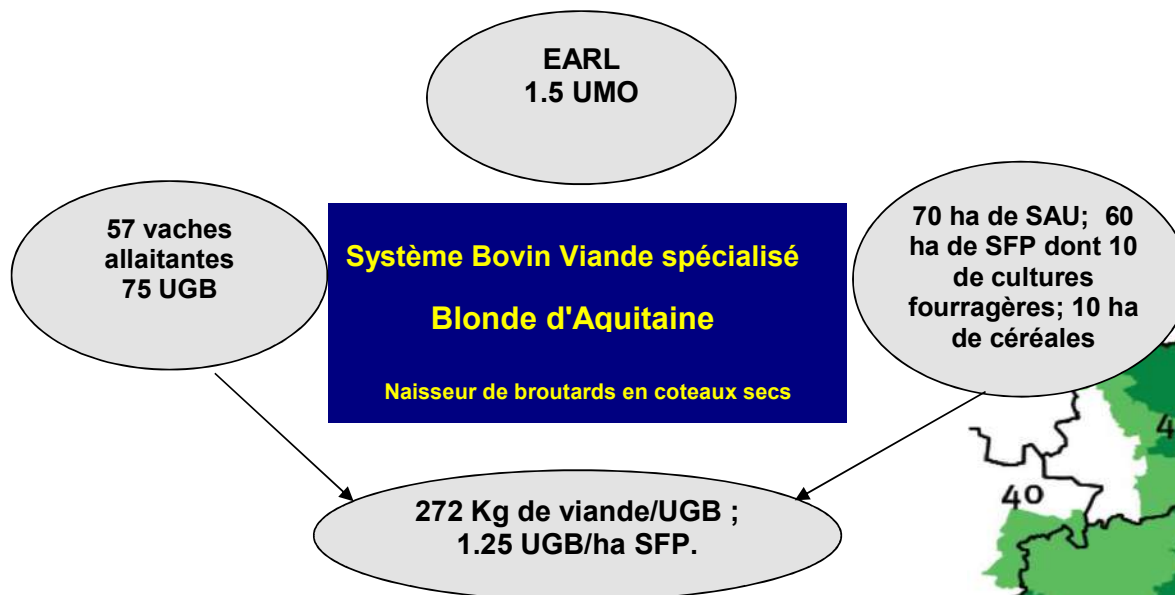 EARL
1.5 UMO
57 vaches
allaitantes
75 UGB
Système Bovin Viande spécialisé
Blonde d'Aquitaine
Naisseur de broutards en coteaux secs
70 ha de SAU;  60
ha de SFP dont 10
de cultures
fourragères; 10 ha
de céréales
272 Kg de viande/UGB ;
1.25 UGB/ha SFP.
4
40